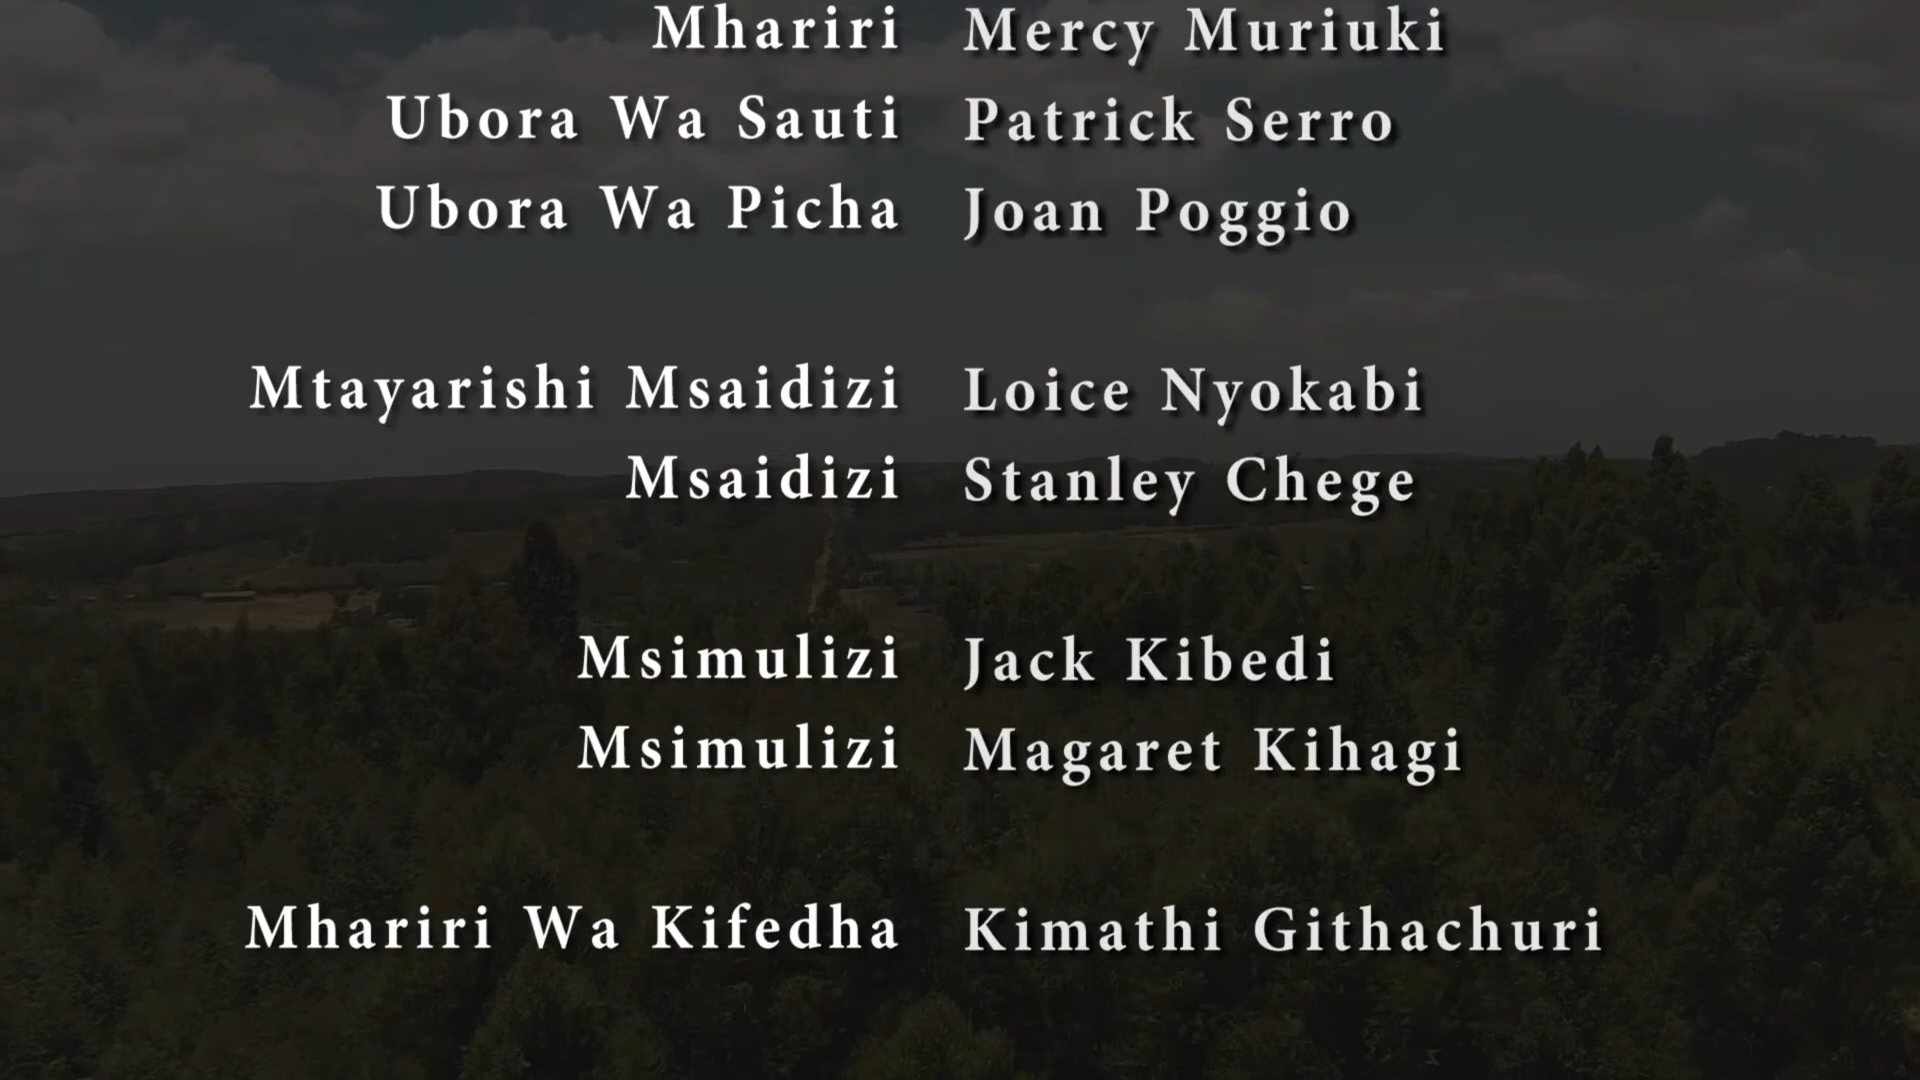 Mhariri Mercy Muriuki
Ubora Wa Sauti Patrick Serro
Ubora Wa Picha Joan Poggio
Mtayarishi Msaidizi Loice Nyokabi
Msaidizi Stanley Chege
Msimulizi Jack Kibedi
Msimulizi Magaret Kihagi
Mhariri Wa Kifedha Kimathi Githachuri